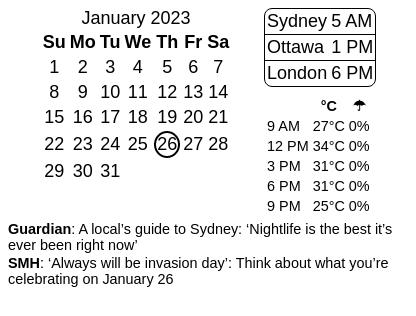 January 2023
Su Mo Tu We Th Fr Sa
1 2 3 4 5 6 7
8 9 10 11 12 13 14
15 16 17 18 19 20 21
22 23 24 25 26 27 28
29 30 31
Sydney 5 AM
Ottawa 1 PM
London 6 PM
°C ☂
9 AM 27°C 0%
12 PM 34°C 0%
3 PM 31°C 0%
6 PM 31°C 0%
9 PM 25°C 0%
Guardian: A local’s guide to Sydney: ‘Nightlife is the best it’s
ever been right now’
SMH: ‘Always will be invasion day’: Think about what you’re
celebrating on January 26